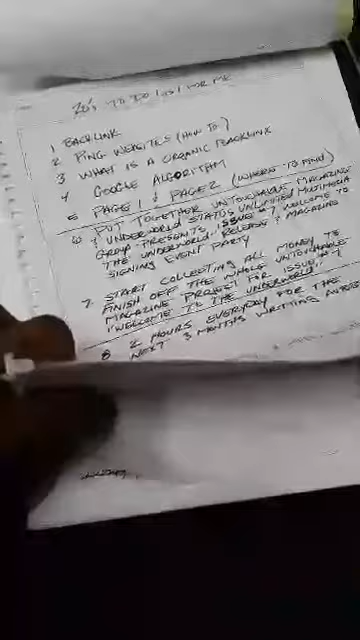 TO DO LIST FOR ME
1 BACKLINK
2 PING WEBSITES (HOW TO)
3 WHAT IS A ORGANIC BACKLINK
4 GOOGLE ALGORITHM
5 PAGE 1 & PAGE 2 (WHERE TO FIND)
6 PUT TOGETHER UNTOUCHABLE MAGAZINE
& UNDERWORLD STATUS UNLIMITED MULTIMEDIA
GROUP PRESENTS ISSUE #7 WELCOME TO
THE UNDERWORLD RELEASE & MAGAZINE
SIGNING EVENT PARTY
7. START COLLECTING ALL MONEY TO
FINISH OFF THE WHOLE UNTOUCHABLE
MAGAZINE PROJECT FOR ISSUE #7
"WELCOME TO THE UNDERWORLD"
8 2 HOURS EVERYDAY FOR THE
NEXT 3 MONTHS WRITING